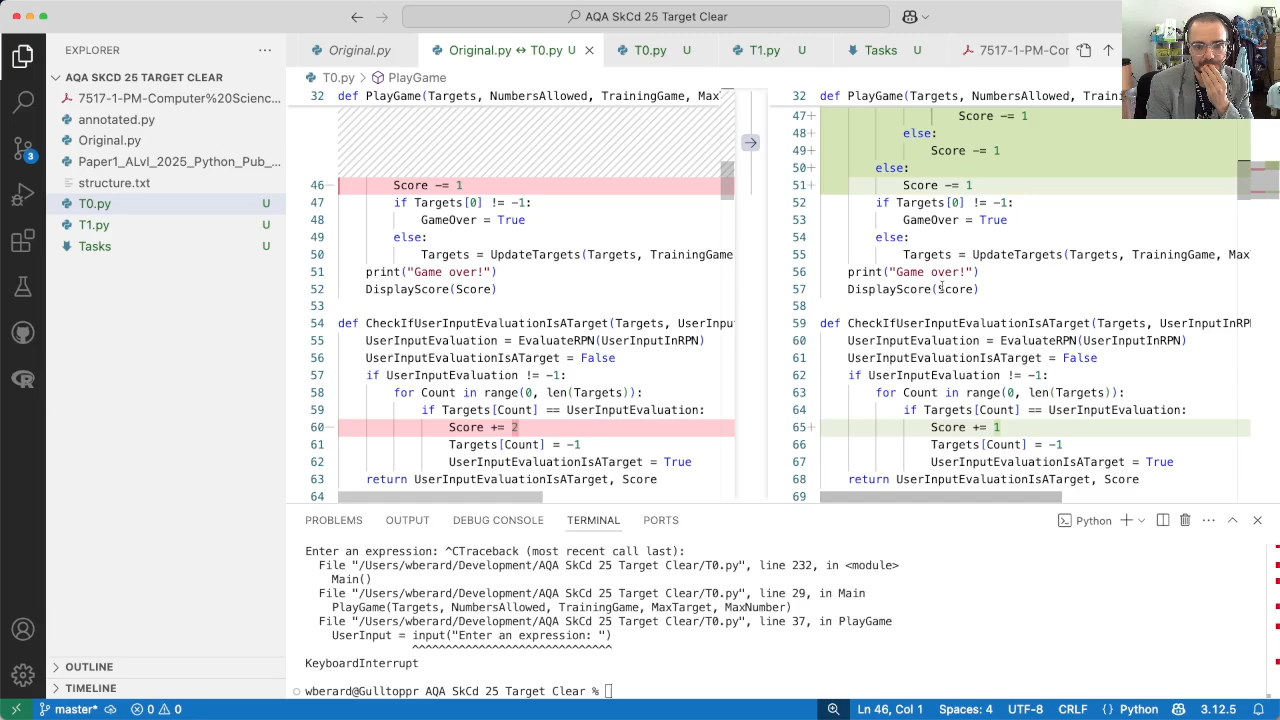 AQA SkCd 25 Target Clear
EXPLORER
Original.py
Original.py ↔ T0.py U
T0.py U
T1.py U
Tasks U
7517-1-PM-Cor
AQA SKCD 25 TARGET CLEAR
7517-1-PM-Computer%20Scienc...
annotated.py
Original.py
Paper1_ALvl_2025_Python_Pub_...
structure.txt
T0.py U
T1.py U
Tasks U
OUTLINE
TIMELINE
3
T0.py > PlayGame
32 def PlayGame(Targets, NumbersAllowed, TrainingGame, Max
46 Score -= 1
47 if Targets[0] != -1:
48 GameOver = True
49 else:
50 Targets = UpdateTargets(Targets, TrainingGame
51 print("Game over!")
52 DisplayScore(Score)
53
54 def CheckIfUserInputEvaluationIsATarget(Targets, UserInpu
55 UserInputEvaluation = EvaluateRPN(UserInputInRPN)
56 UserInputEvaluationIsATarget = False
57 if UserInputEvaluation != -1:
58 for Count in range(0, len(Targets)):
59 if Targets[Count] == UserInputEvaluation:
60 Score += 2
61 Targets[Count] = -1
62 UserInputEvaluationIsATarget = True
63 return UserInputEvaluationIsATarget, Score
64
32 def PlayGame(Targets, NumbersAllowed, Traini
47+ Score -= 1
48+ else:
49+ Score -= 1
50+ else:
51+ Score -= 1
52 if Targets[0] != -1:
53 GameOver = True
54 else:
55 Targets = UpdateTargets(Targets, TrainingGame, Max
56 print("Game over!")
57 DisplayScore(Score)
58
59 def CheckIfUserInputEvaluationIsATarget(Targets, UserInputInRP
60 UserInputEvaluation = EvaluateRPN(UserInputInRPN)
61 UserInputEvaluationIsATarget = False
62 if UserInputEvaluation != -1:
63 for Count in range(0, len(Targets)):
64 if Targets[Count] == UserInputEvaluation:
65+ Score += 1
66 Targets[Count] = -1
67 UserInputEvaluationIsATarget = True
68 return UserInputEvaluationIsATarget, Score
69
PROBLEMS OUTPUT DEBUG CONSOLE TERMINAL PORTS
Python
Enter an expression: ^CTraceback (most recent call last):
File "/Users/wberard/Development/AQA SkCd 25 Target Clear/T0.py", line 232, in <module>
Main()
File "/Users/wberard/Development/AQA SkCd 25 Target Clear/T0.py", line 29, in Main
PlayGame(Targets, NumbersAllowed, TrainingGame, MaxTarget, MaxNumber)
File "/Users/wberard/Development/AQA SkCd 25 Target Clear/T0.py", line 37, in PlayGame
UserInput = input("Enter an expression: ")
^^^^^^^^^^^^^^^^^^^^^^^^^^^^^
KeyboardInterrupt
wberard@Gulltoppr AQA SkCd 25 Target Clear %
master* 0 0 Ln 46, Col 1 Spaces: 4 UTF-8 CRLF {} Python 3.12.5